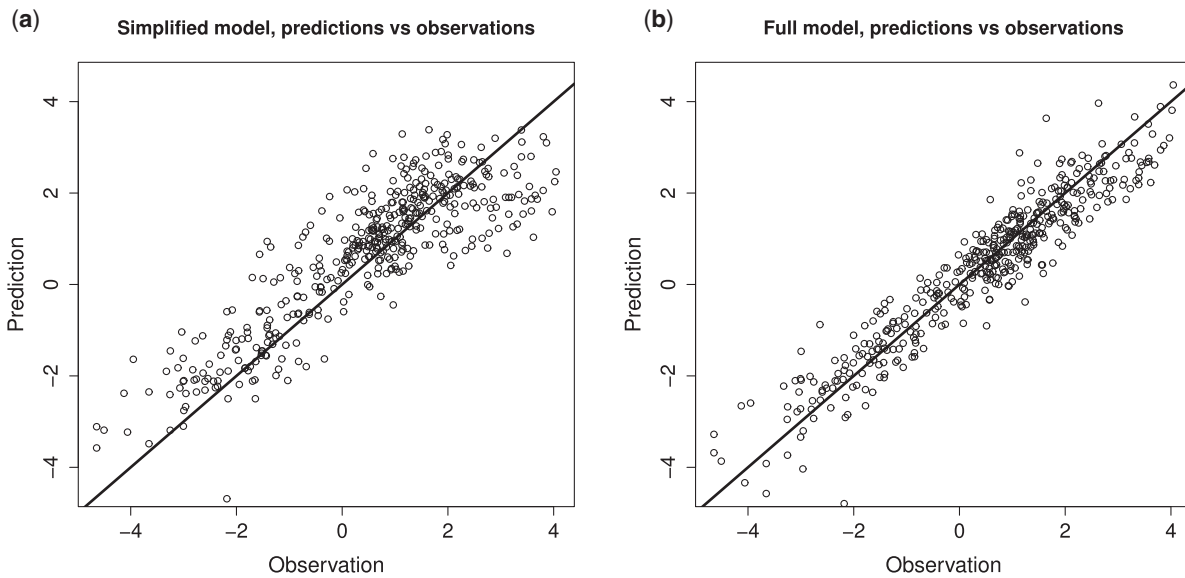 (a)
Simplified model, predictions vs observations
4
2
0
−2
−4
Prediction
−4 −2 0 2 4
Observation
(b)
Full model, predictions vs observations
4
2
0
−2
−4
Prediction
−4 −2 0 2 4
Observation